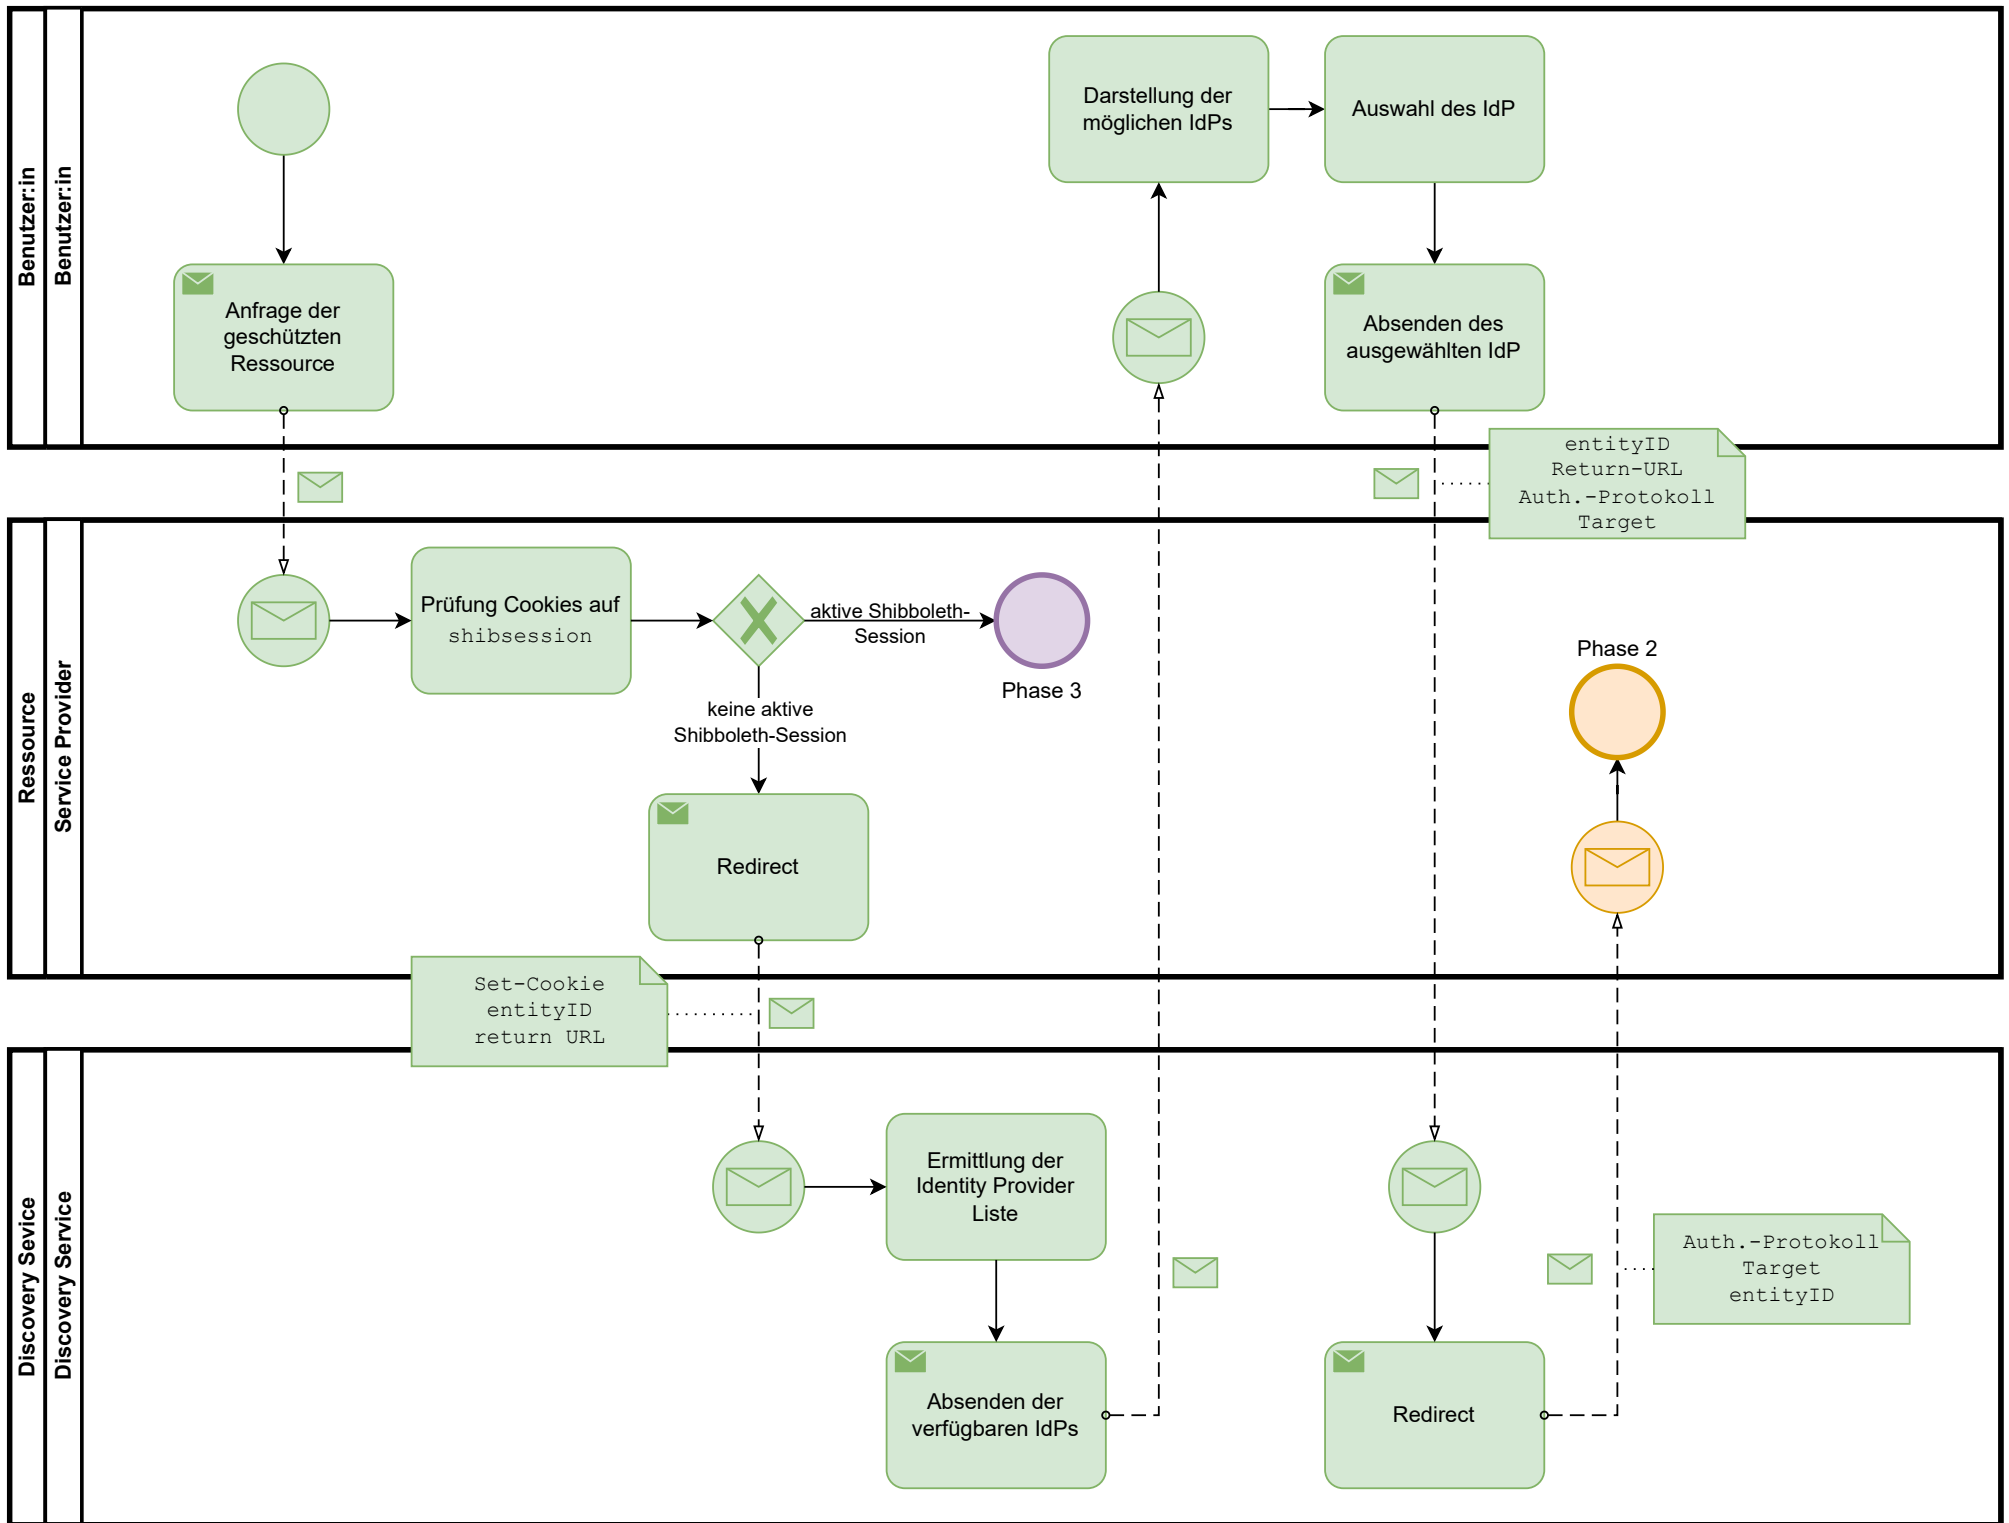 Benutzer:in
Benutzer:in
Anfrage der
geschützten
Ressource
Darstellung der
möglichen IdPs
Auswahl des IdP
Absenden des
ausgewählten IdP
entityID
Return-URL
Auth.-Protokoll
Target
Ressource
Service Provider
Prüfung Cookies auf
shibsession
aktive Shibboleth-
Session
Phase 3
keine aktive
Shibboleth-Session
Redirect
Phase 2
Set-Cookie
entityID
return URL
Discovery Sevice
Discovery Service
Ermittlung der
Identity Provider
Liste
Absenden der
verfügbaren IdPs
Redirect
Auth.-Protokoll
Target
entityID